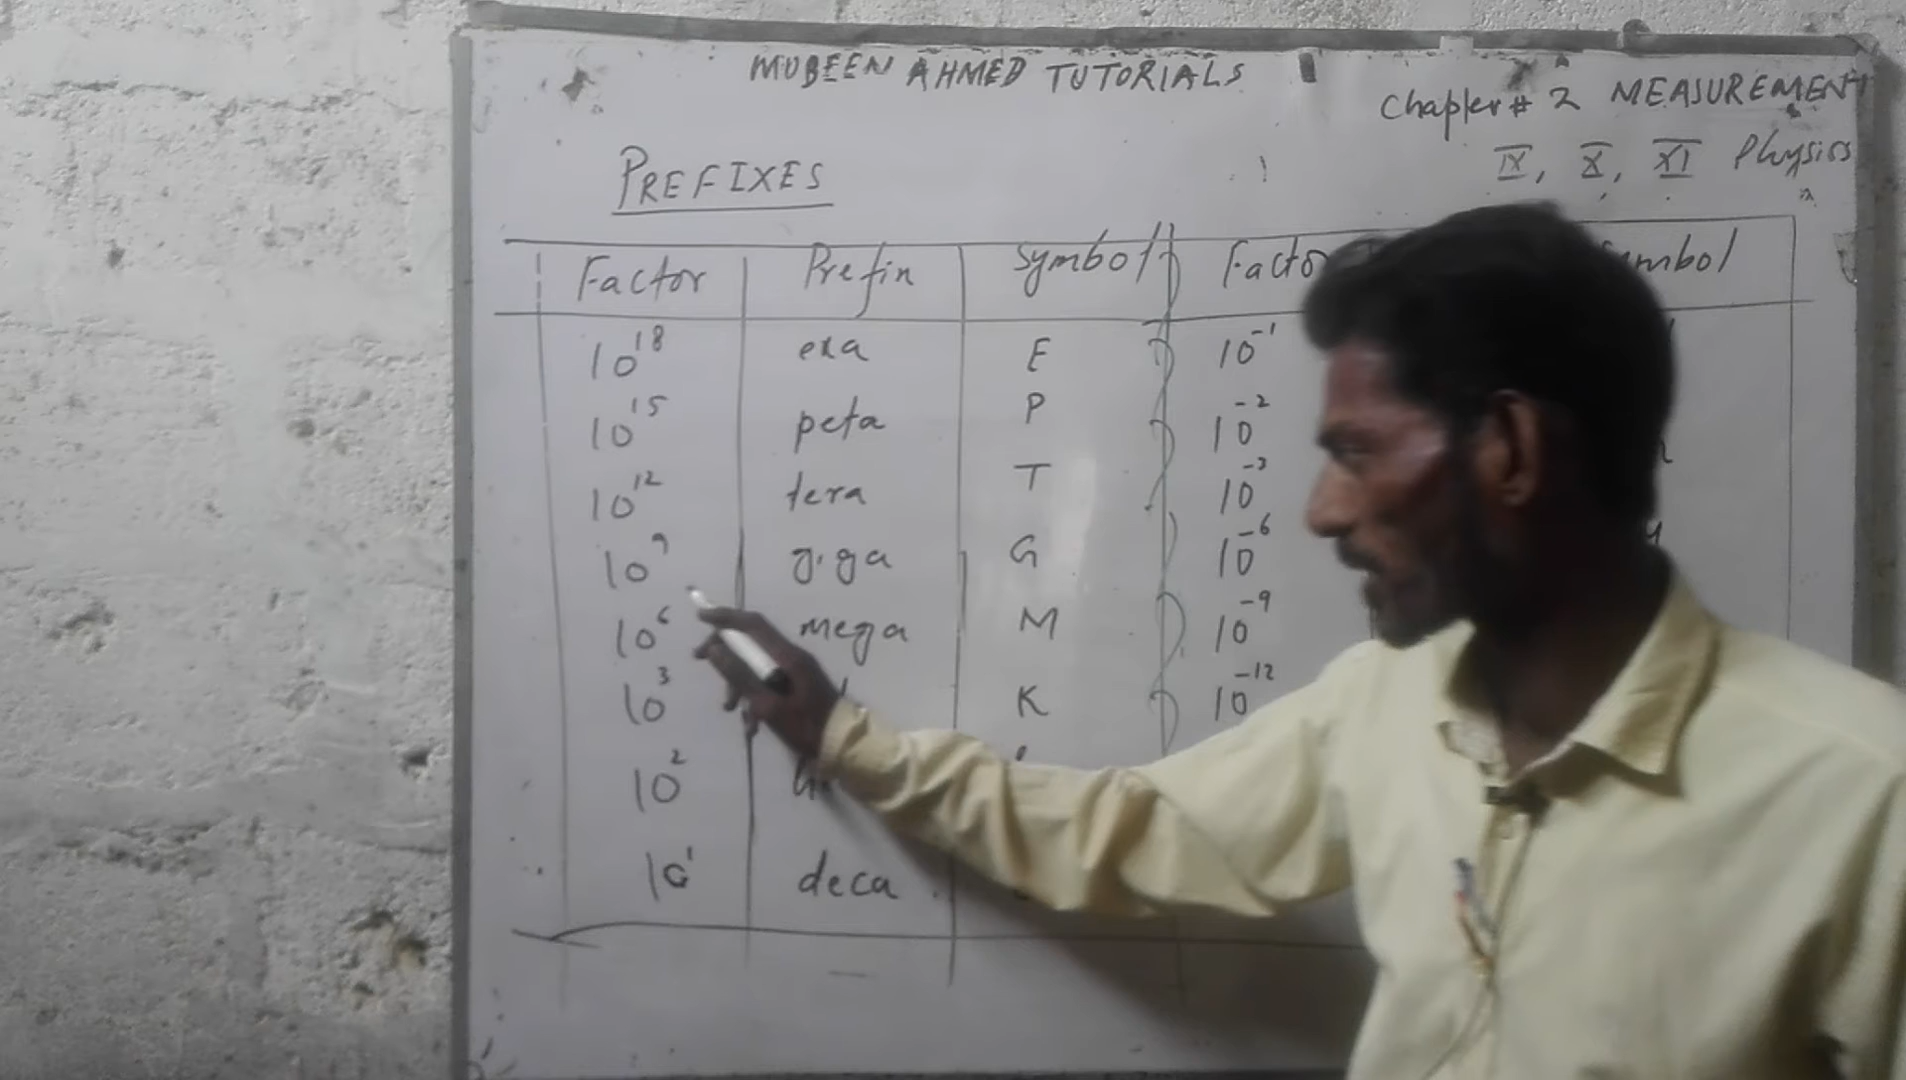 MUBEEN AHMED TUTORIALS
Chapter # 2 MEASUREMENT
IX, X, XI Physics
PREFIXES
Factor Prefix Symbol Facto mbol
10^18 exa E 10^-1
10^15 peta P 10^-2
10^12 tera T 10^-3
10^9 giga G 10^-6
10^6 mega M 10^-9
10^3 K 10^-12
10^2
10^1 deca